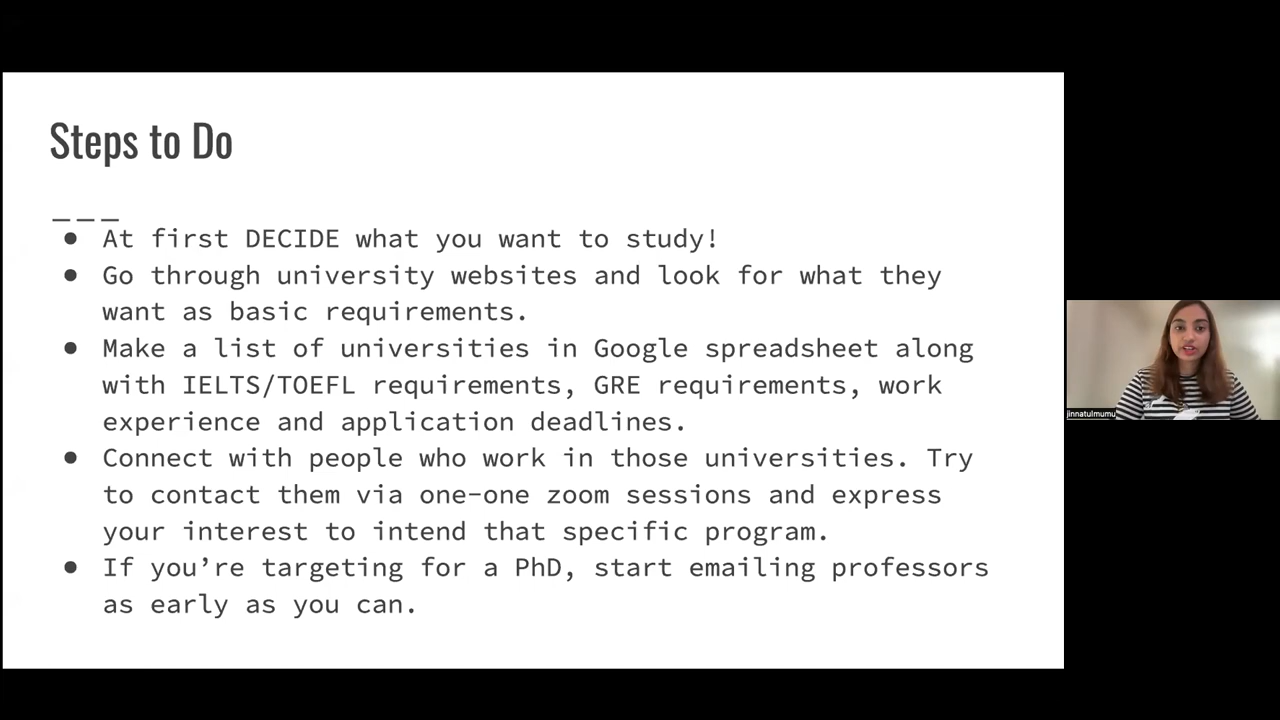 Steps to Do
● At first DECIDE what you want to study!
● Go through university websites and look for what they
want as basic requirements.
● Make a list of universities in Google spreadsheet along
with IELTS/TOEFL requirements, GRE requirements, work
experience and application deadlines.
● Connect with people who work in those universities. Try
to contact them via one-one zoom sessions and express
your interest to intend that specific program.
● If you’re targeting for a PhD, start emailing professors
as early as you can.
jinnatulmumu